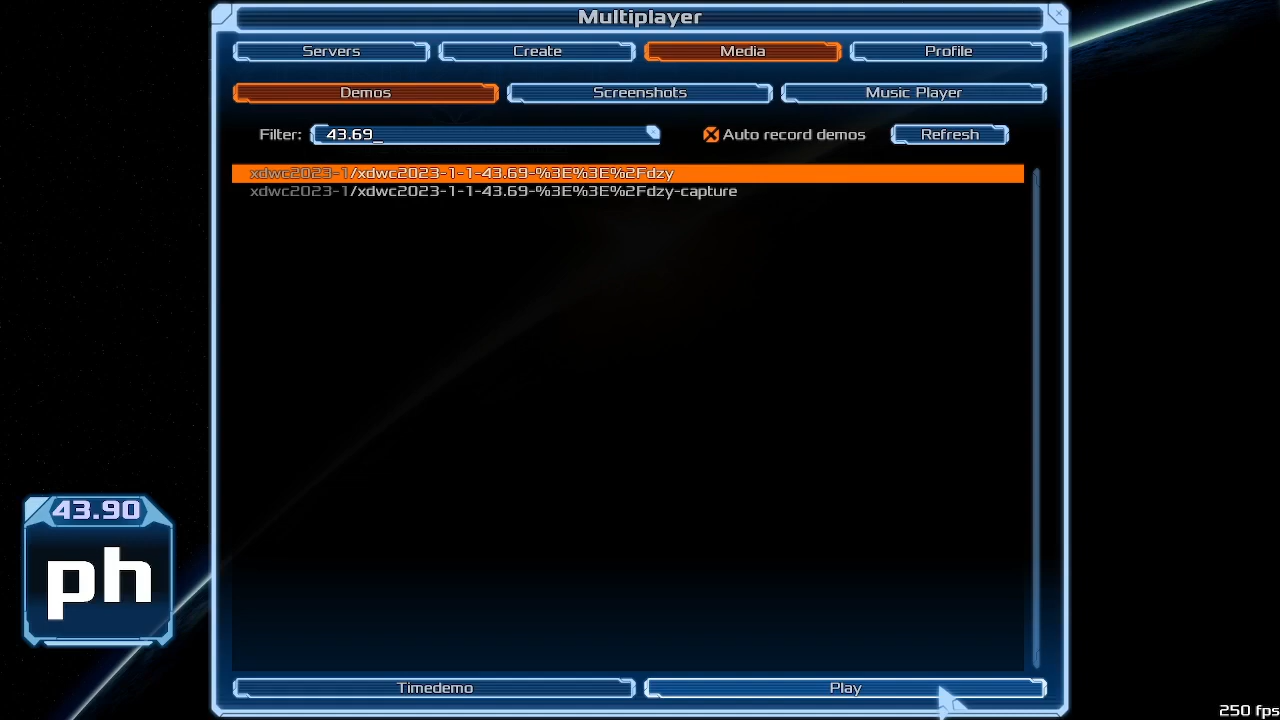 Multiplayer
Servers Create Media Profile
Demos Screenshots Music Player
Filter: 43.69_ Auto record demos Refresh
xdwc2023-1/xdwc2023-1-1-43.69-%3E%3E%2Fdzy
xdwc2023-1/xdwc2023-1-1-43.69-%3E%3E%2Fdzy-capture
43.90
ph
Timedemo Play
250 fps